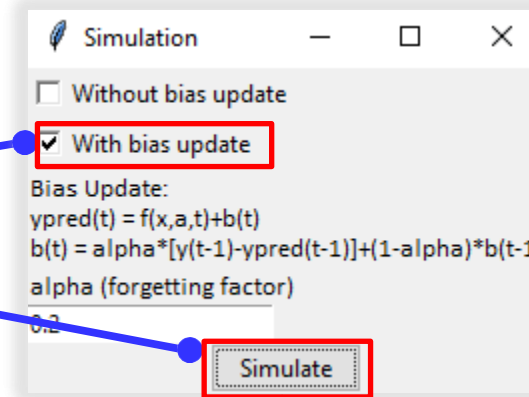 Simulation
Without bias update
With bias update
Bias Update:
ypred(t) = f(x,a,t)+b(t)
b(t) = alpha*[y(t-1)-ypred(t-1)]+(1-alpha)*b(t-1
alpha (forgetting factor)
0.2
Simulate